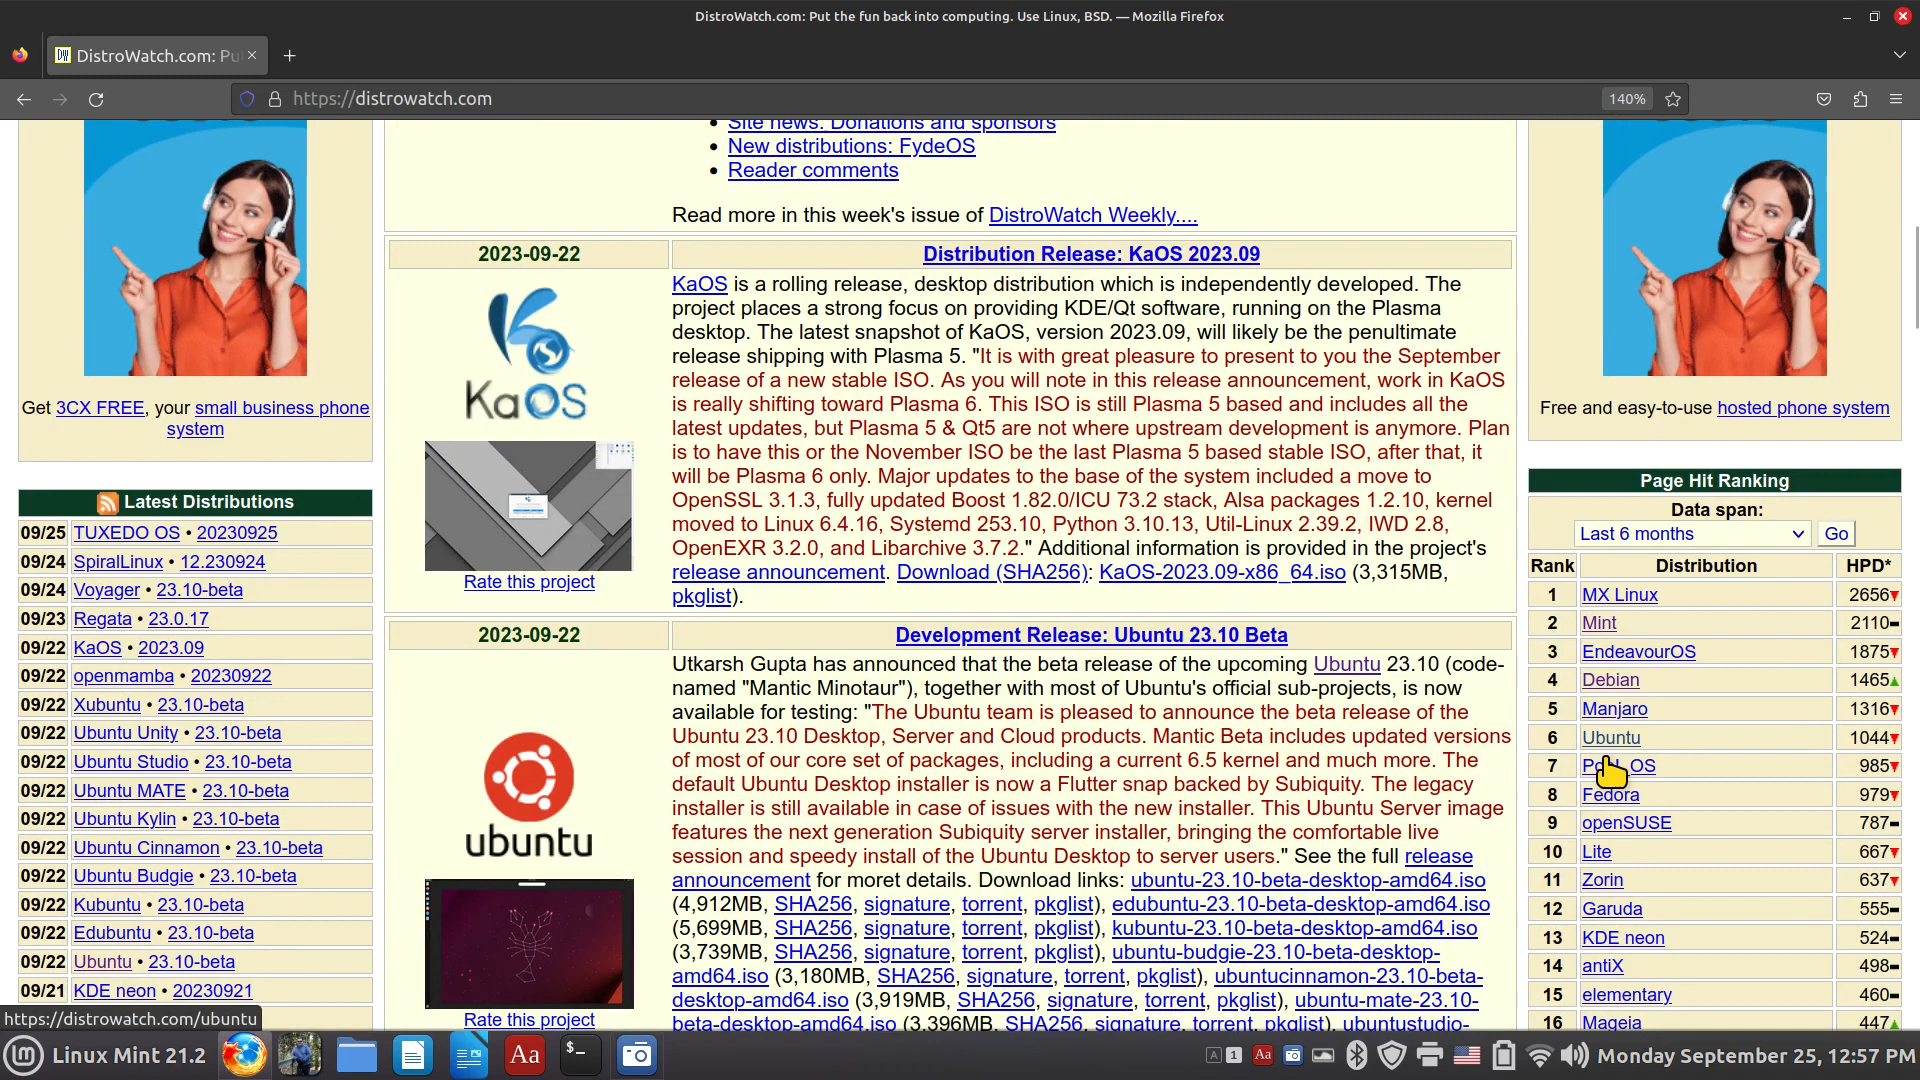 DistroWatch.com: Put the fun back into computing. Use Linux, BSD. — Mozilla Firefox
DistroWatch.com: Pu
https://distrowatch.com
140%
Get 3CX FREE, your small business phone
system
Latest Distributions
09/25 TUXEDO OS • 20230925
09/24 SpiralLinux • 12.230924
09/24 Voyager • 23.10-beta
09/23 Regata • 23.0.17
09/22 KaOS • 2023.09
09/22 openmamba • 20230922
09/22 Xubuntu • 23.10-beta
09/22 Ubuntu Unity • 23.10-beta
09/22 Ubuntu Studio • 23.10-beta
09/22 Ubuntu MATE • 23.10-beta
09/22 Ubuntu Kylin • 23.10-beta
09/22 Ubuntu Cinnamon • 23.10-beta
09/22 Ubuntu Budgie • 23.10-beta
09/22 Kubuntu • 23.10-beta
09/22 Edubuntu • 23.10-beta
09/22 Ubuntu • 23.10-beta
09/21 KDE neon • 20230921
https://distrowatch.com/ubuntu
• Site news: Donations and sponsors
• New distributions: FydeOS
• Reader comments
Read more in this week's issue of DistroWatch Weekly....
2023-09-22
Distribution Release: KaOS 2023.09
KaOS
Rate this project
KaOS is a rolling release, desktop distribution which is independently developed. The
project places a strong focus on providing KDE/Qt software, running on the Plasma
desktop. The latest snapshot of KaOS, version 2023.09, will likely be the penultimate
release shipping with Plasma 5. "It is with great pleasure to present to you the September
release of a new stable ISO. As you will note in this release announcement, work in KaOS
is really shifting toward Plasma 6. This ISO is still Plasma 5 based and includes all the
latest updates, but Plasma 5 & Qt5 are not where upstream development is anymore. Plan
is to have this or the November ISO be the last Plasma 5 based stable ISO, after that, it
will be Plasma 6 only. Major updates to the base of the system included a move to
OpenSSL 3.1.3, fully updated Boost 1.82.0/ICU 73.2 stack, Alsa packages 1.2.10, kernel
moved to Linux 6.4.16, Systemd 253.10, Python 3.10.13, Util-Linux 2.39.2, IWD 2.8,
OpenEXR 3.2.0, and Libarchive 3.7.2." Additional information is provided in the project's
release announcement. Download (SHA256): KaOS-2023.09-x86_64.iso (3,315MB,
pkglist).
2023-09-22
Development Release: Ubuntu 23.10 Beta
ubuntu
Rate this project
Utkarsh Gupta has announced that the beta release of the upcoming Ubuntu 23.10 (code-
named "Mantic Minotaur"), together with most of Ubuntu's official sub-projects, is now
available for testing: "The Ubuntu team is pleased to announce the beta release of the
Ubuntu 23.10 Desktop, Server and Cloud products. Mantic Beta includes updated versions
of most of our core set of packages, including a current 6.5 kernel and much more. The
default Ubuntu Desktop installer is now a Flutter snap backed by Subiquity. The legacy
installer is still available in case of issues with the new installer. This Ubuntu Server image
features the next generation Subiquity server installer, bringing the comfortable live
session and speedy install of the Ubuntu Desktop to server users." See the full release
announcement for moret details. Download links: ubuntu-23.10-beta-desktop-amd64.iso
(4,912MB, SHA256, signature, torrent, pkglist), edubuntu-23.10-beta-desktop-amd64.iso
(5,699MB, SHA256, signature, torrent, pkglist), kubuntu-23.10-beta-desktop-amd64.iso
(3,739MB, SHA256, signature, torrent, pkglist), ubuntu-budgie-23.10-beta-desktop-
amd64.iso (3,180MB, SHA256, signature, torrent, pkglist), ubuntucinnamon-23.10-beta-
desktop-amd64.iso (3,919MB, SHA256, signature, torrent, pkglist), ubuntu-mate-23.10-
beta-desktop-amd64.iso (3,396MB, SHA256, signature, torrent, pkglist), ubuntustudio-
Free and easy-to-use hosted phone system
Page Hit Ranking
Data span:
Last 6 months Go
Rank Distribution HPD*
1 MX Linux 2656
2 Mint 2110
3 EndeavourOS 1875
4 Debian 1465
5 Manjaro 1316
6 Ubuntu 1044
7 OS 985
8 Fedora 979
9 openSUSE 787
10 Lite 667
11 Zorin 637
12 Garuda 555
13 KDE neon 524
14 antiX 498
15 elementary 460
16 Mageia 447
Linux Mint 21.2
Aa
$_
A 1
Aa
Monday September 25, 12:57 PM